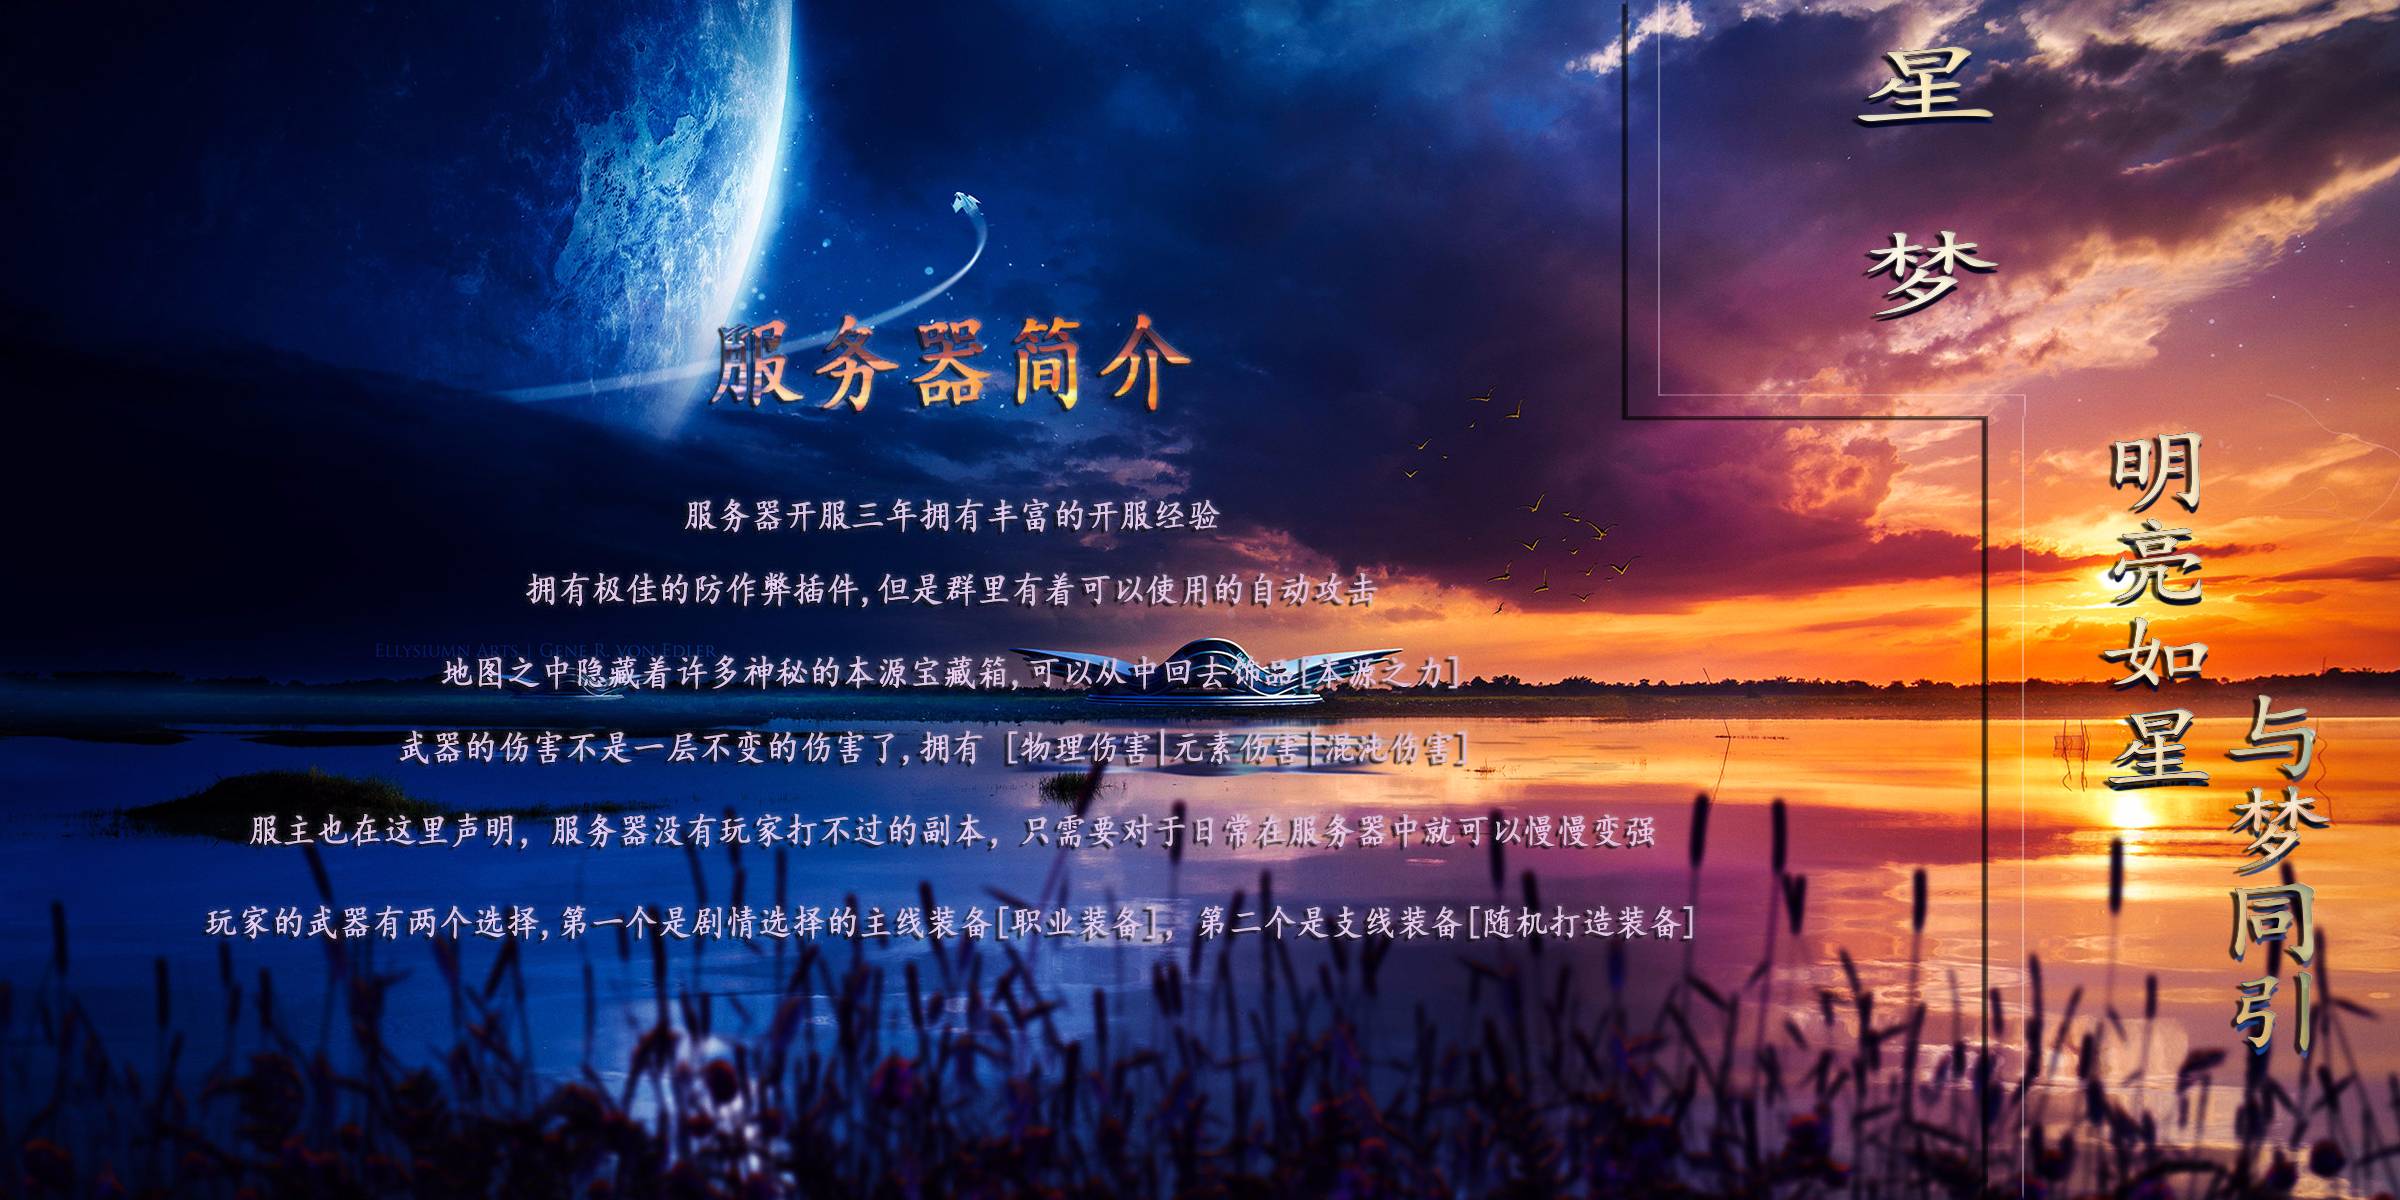 星梦
明亮如星
与梦同引
服务器简介
服务器开服三年拥有丰富的开服经验
拥有极佳的防作弊插件,但是群里有着可以使用的自动攻击
ELLYSIUMN ARTS | GENE R. VON EDLER
地图之中隐藏着许多神秘的本源宝藏箱,可以从中回去饰品[本源之力]
武器的伤害不是一层不变的伤害了,拥有 [物理伤害|元素伤害|混沌伤害]
服主也在这里声明，服务器没有玩家打不过的副本，只需要对于日常在服务器中就可以慢慢变强
玩家的武器有两个选择,第一个是剧情选择的主线装备[职业装备]，第二个是支线装备[随机打造装备]